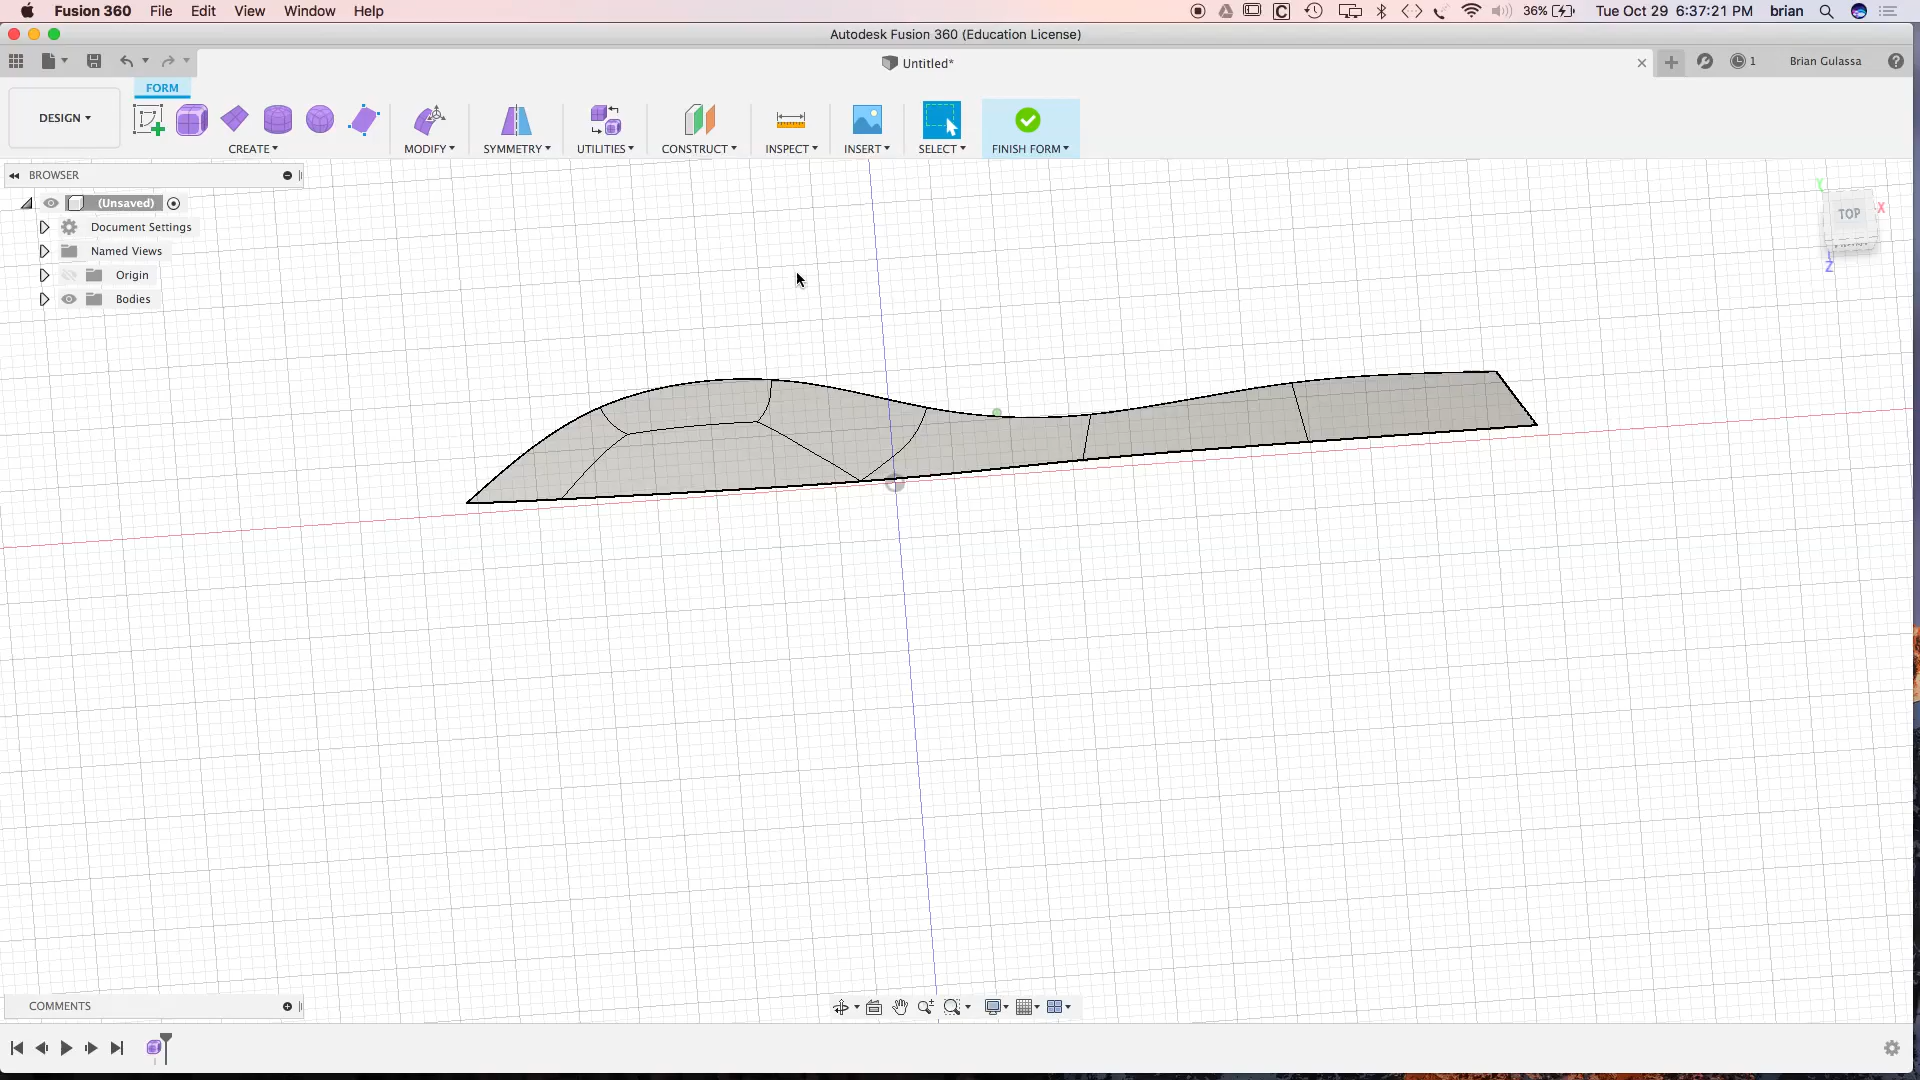 Fusion 360 File Edit View Window Help 36% Tue Oct 29 6:37:21 PM brian
Autodesk Fusion 360 (Education License)
Untitled* 1 Brian Gulassa
FORM
DESIGN
CREATE MODIFY SYMMETRY UTILITIES CONSTRUCT INSPECT INSERT SELECT FINISH FORM
BROWSER
(Unsaved)
Document Settings
Named Views
Origin
Bodies
Y
TOP X
Z
COMMENTS